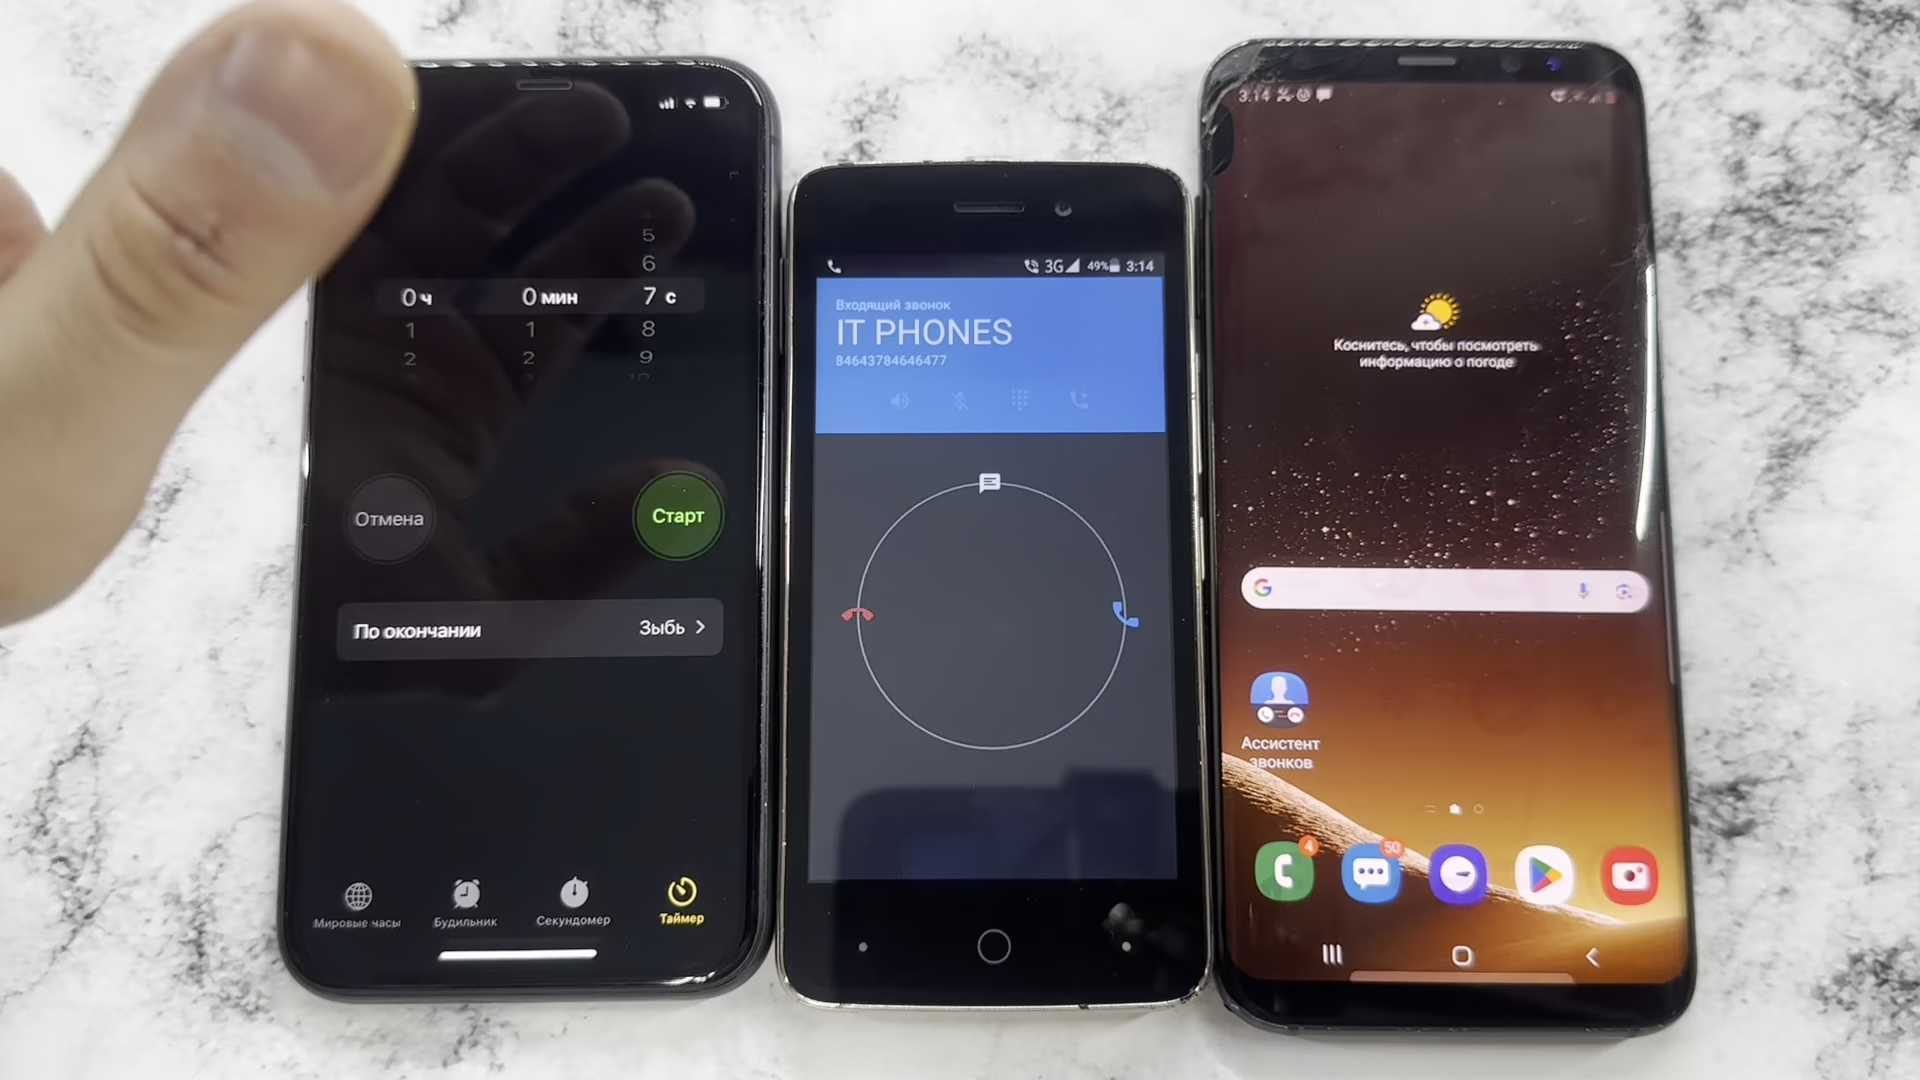 5
6
0 ч 0 мин 7 с
1 1 8
2 2 9
Отмена
Старт
По окончании
Зыбь
Мировые часы
Будильник
Секундомер
Таймер
3G 49% 3:14
Входящий звонок
IT PHONES
84643784646477
3:14
Коснитесь, чтобы посмотреть
информацию о погоде
G
Ассистент
звонков
4
50